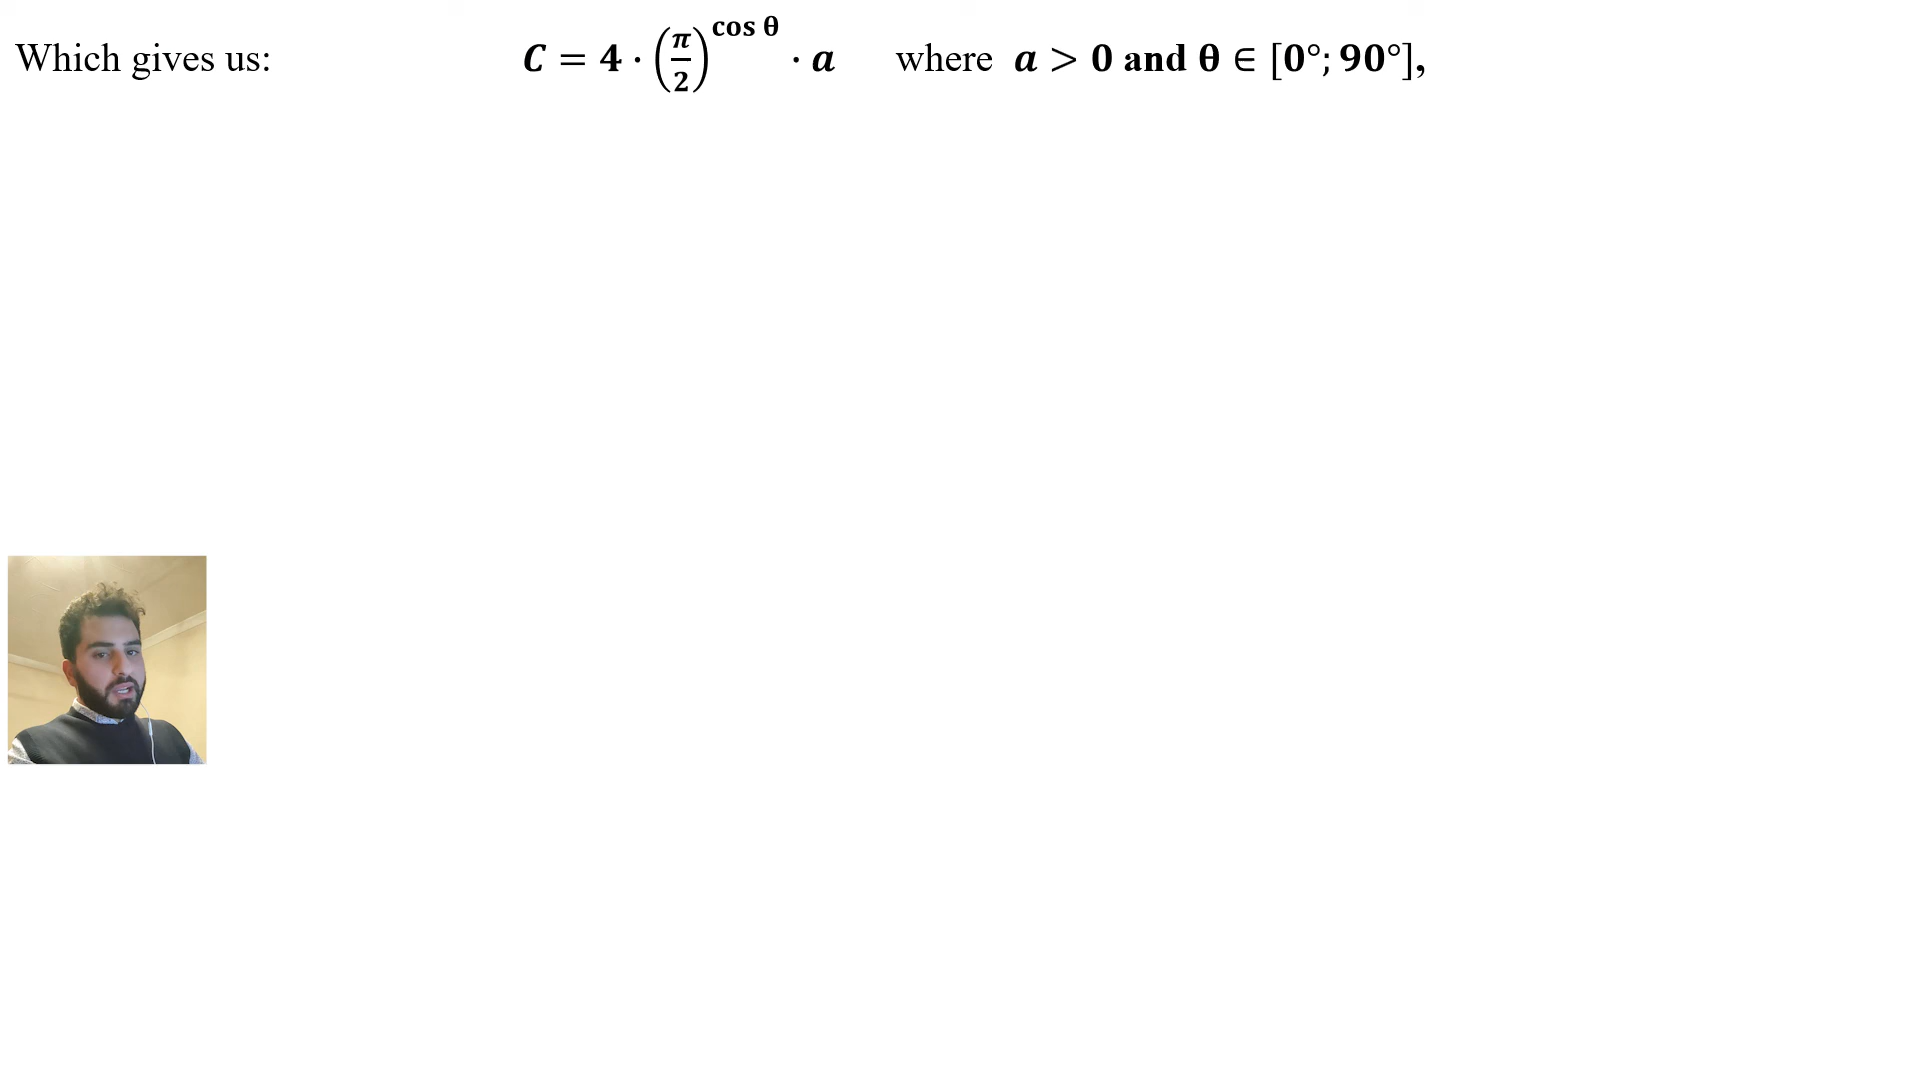 Which gives us: C = 4 · (π/2)^cos θ · a where a > 0 and θ ∈ [0°; 90°],